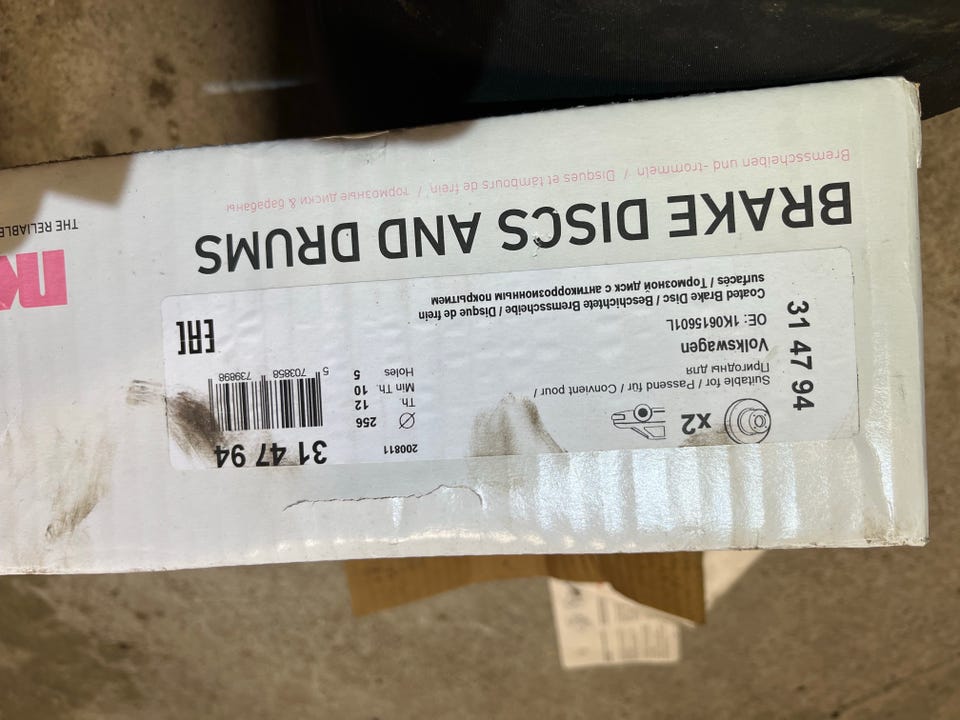 BRAKE DISCS AND DRUMS
Bremsscheiben und -trommeln / Disques et tambours de frein, / тормозные диски & барабаны
THE RELIABLE
31 47 94
x2
Suitable for / Passend für / Convient pour /
Пригодны для
Volkswagen
OE: 1K0615601L
Coated Brake Disc / Beschichtete Bremsscheibe / Disque de frein
surfacés / Тормозной диск с антикоррозионным покрытием
200811
31 47 94
Ø 256
Th. 12
Min Th. 10
Holes 5
5 703858 739898
EAC